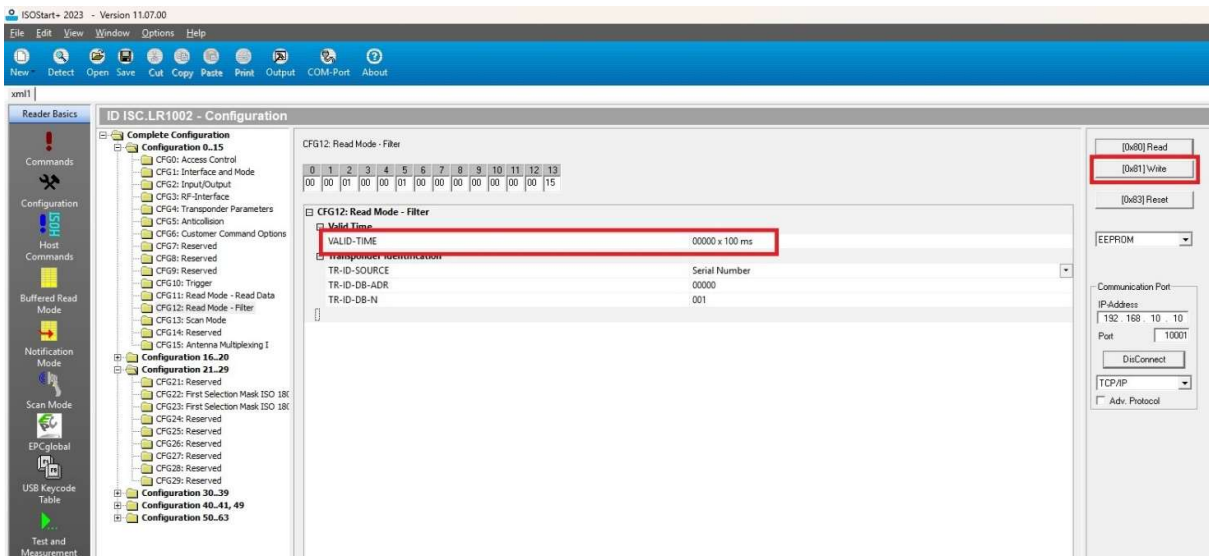 ISOStart+ 2023 - Version 11.07.00
File Edit View Window Options Help
New Detect Open Save Cut Copy Paste Print Output COM-Port About
xml1
Reader Basics
Commands
Configuration
HOST
Host
Commands
Buffered Read
Mode
Notification
Mode
Scan Mode
EPCglobal
USB Keycode
Table
Test and
Measurement
ID ISC.LR1002 - Configuration
Complete Configuration
Configuration 0..15
CFG0: Access Control
CFG1: Interface and Mode
CFG2: Input/Output
CFG3: RF-Interface
CFG4: Transponder Parameters
CFG5: Anticollision
CFG6: Customer Command Options
CFG7: Reserved
CFG8: Reserved
CFG9: Reserved
CFG10: Trigger
CFG11: Read Mode - Read Data
CFG12: Read Mode - Filter
CFG13: Scan Mode
CFG14: Reserved
CFG15: Antenna Multiplexing I
Configuration 16..20
Configuration 21..29
CFG21: Reserved
CFG22: First Selection Mask ISO 180
CFG23: First Selection Mask ISO 180
CFG24: Reserved
CFG25: Reserved
CFG26: Reserved
CFG27: Reserved
CFG28: Reserved
CFG29: Reserved
Configuration 30..39
Configuration 40..41, 49
Configuration 50..63
CFG12: Read Mode - Filter
0 1 2 3 4 5 6 7 8 9 10 11 12 13
00 00 01 00 00 01 00 00 00 00 00 00 00 15
CFG12: Read Mode - Filter
Valid Time
VALID-TIME 00000 x 100 ms
Transponder Identification
TR-ID-SOURCE Serial Number
TR-ID-DB-ADR 00000
TR-ID-DB-N 001
[0x80] Read
[0x81] Write
[0x83] Reset
EEPROM
Communication Port
IP-Address
192 . 168 . 10 . 10
Port 10001
DisConnect
TCP/IP
Adv. Protocol